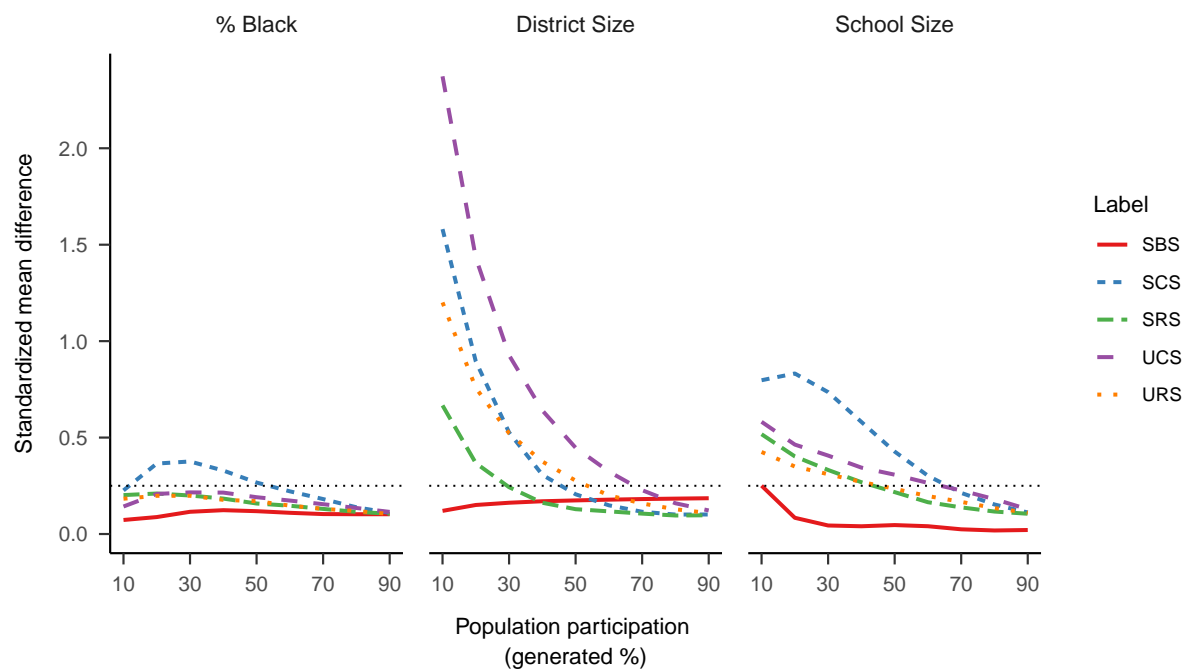 % Black
District Size
School Size
Standardized mean difference
2.0
1.5
1.0
0.5
0.0
10 30 50 70 90
10 30 50 70 90
10 30 50 70 90
Population participation
(generated %)
Label
SBS
SCS
SRS
UCS
URS